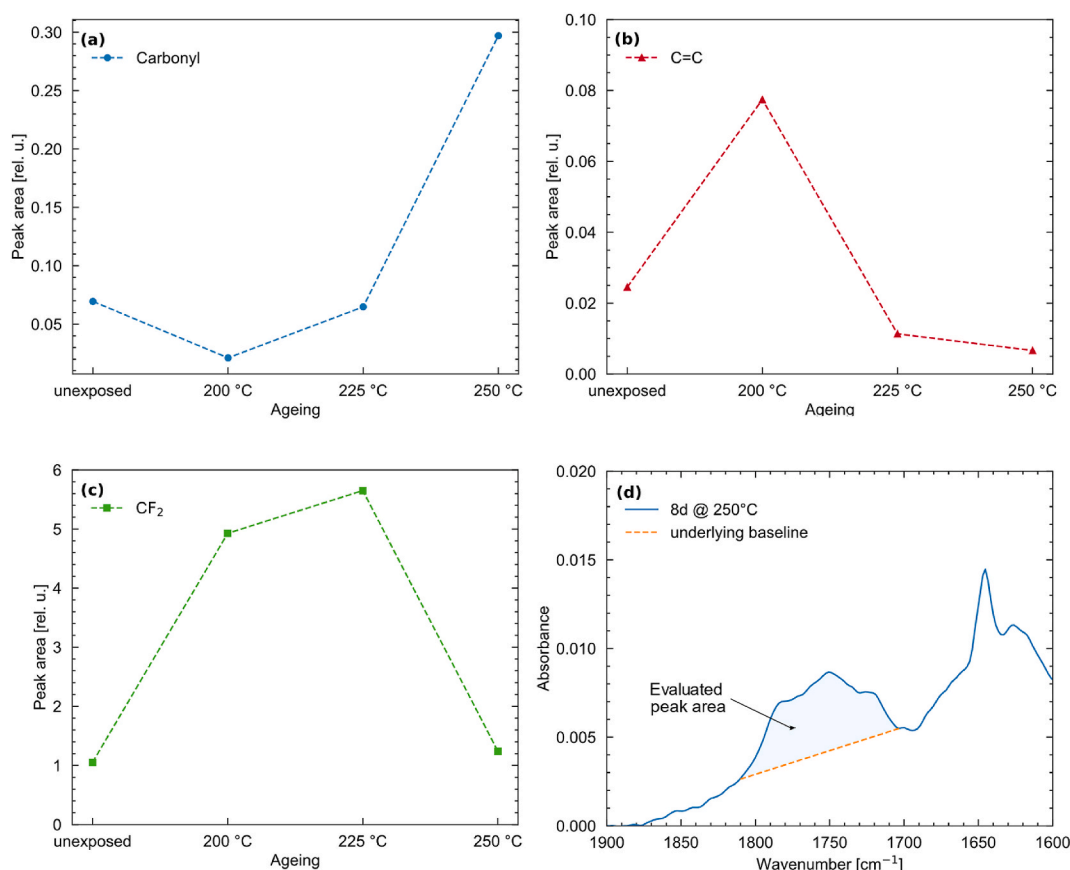 (a)
Carbonyl
0.30
0.25
0.20
0.15
0.10
0.05
Peak area [rel. u.]
unexposed 200 °C 225 °C 250 °C
Ageing
(b)
C=C
0.10
0.08
0.06
0.04
0.02
0.00
Peak area [rel. u.]
unexposed 200 °C 225 °C 250 °C
Ageing
(c)
CF₂
6
5
4
3
2
1
0
Peak area [rel. u.]
unexposed 200 °C 225 °C 250 °C
Ageing
(d)
8d @ 250°C
underlying baseline
0.020
0.015
0.010
0.005
0.000
Absorbance
Evaluated
peak area
1900 1850 1800 1750 1700 1650 1600
Wavenumber [cm⁻¹]